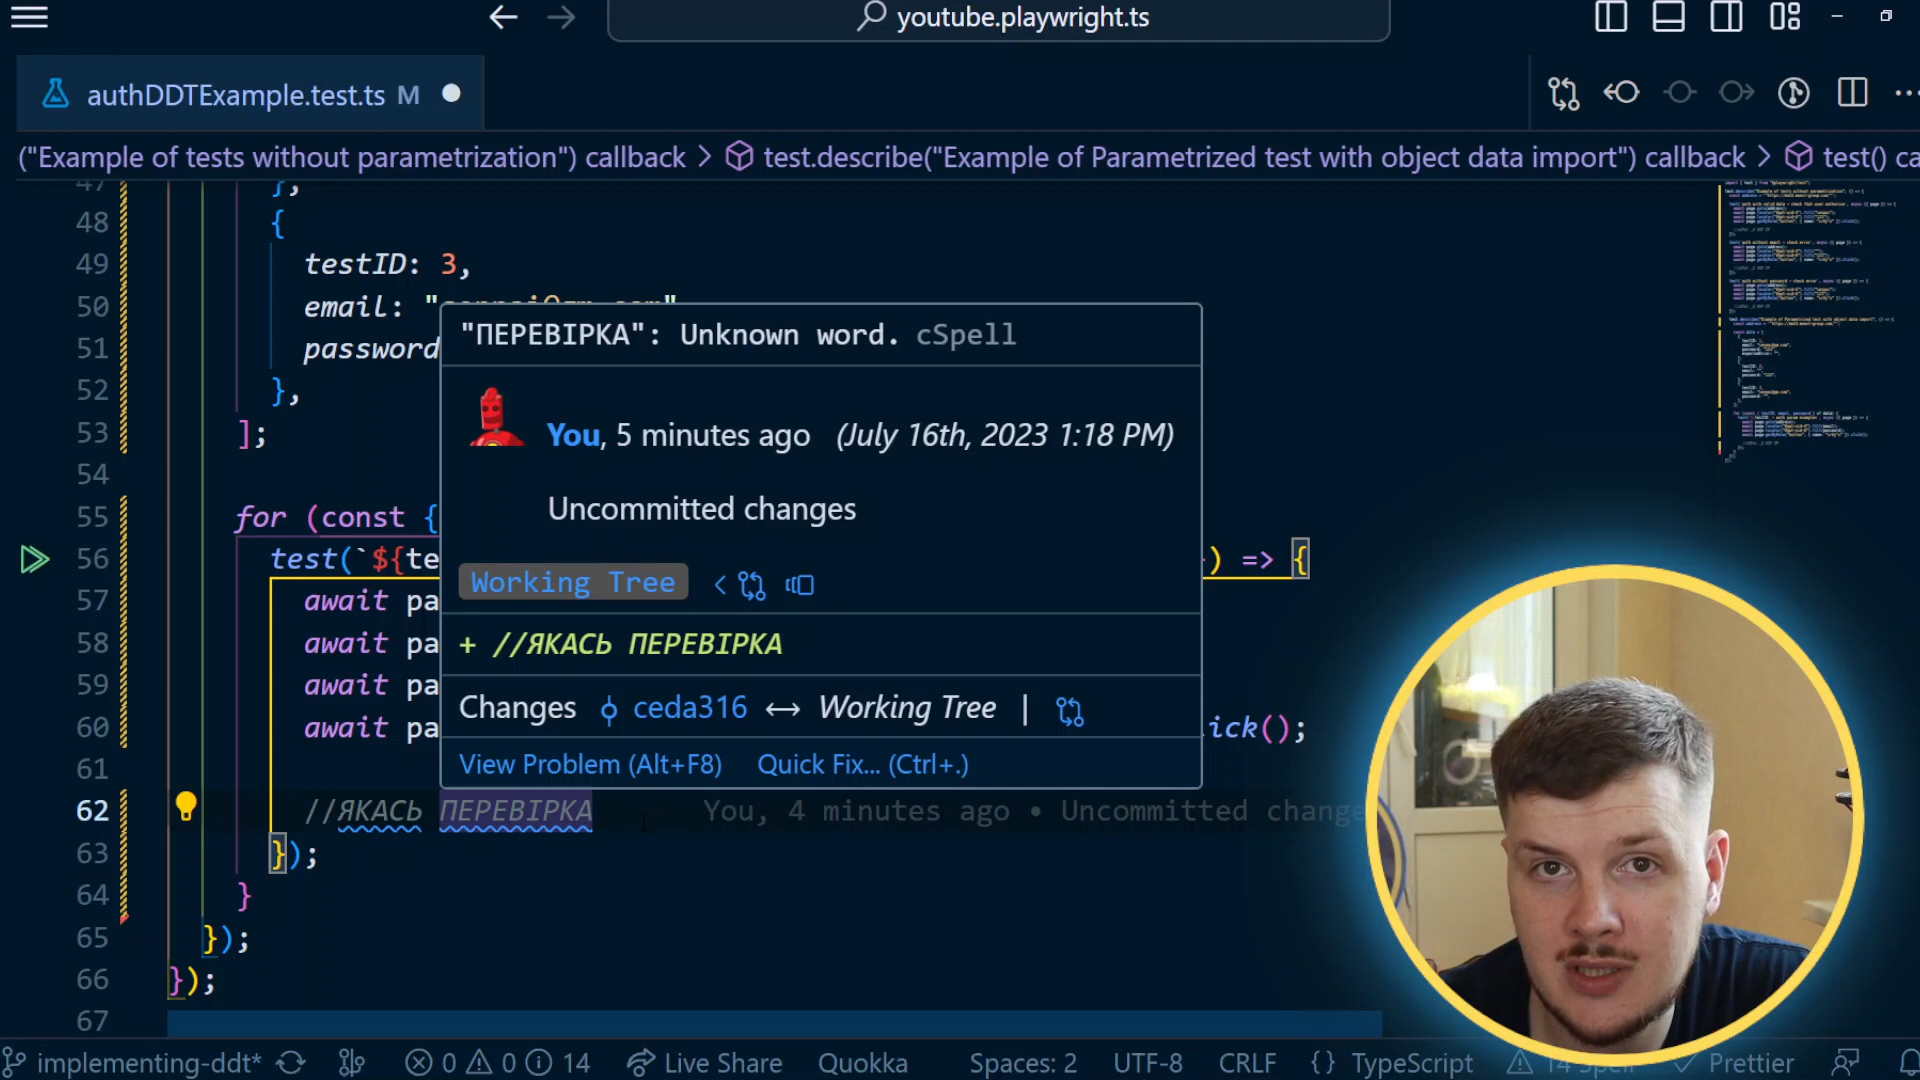 youtube.playwright.ts
authDDTExample.test.ts M
("Example of tests without parametrization") callback > test.describe("Example of Parametrized test with object data import") callback > test() ca
47 },
48 {
49 testID: 3,
50 email: "
51 password
52 },
53 ];
54
55 for (const {
56 test(`${te ) => {
57 await pa
58 await pa
59 await pa
60 await pa ick();
61
62 //ЯКАСЬ ПЕРЕВІРКА You, 4 minutes ago • Uncommitted change
63 });
64 }
65 });
66 });
67
"ПЕРЕВІРКА": Unknown word. cSpell
You, 5 minutes ago (July 16th, 2023 1:18 PM)
Uncommitted changes
Working Tree
+ //ЯКАСЬ ПЕРЕВІРКА
Changes ceda316 ↔ Working Tree |
View Problem (Alt+F8) Quick Fix... (Ctrl+.)
implementing-ddt* 0 0 14 Live Share Quokka Spaces: 2 UTF-8 CRLF {} TypeScript 14 Spell Prettier